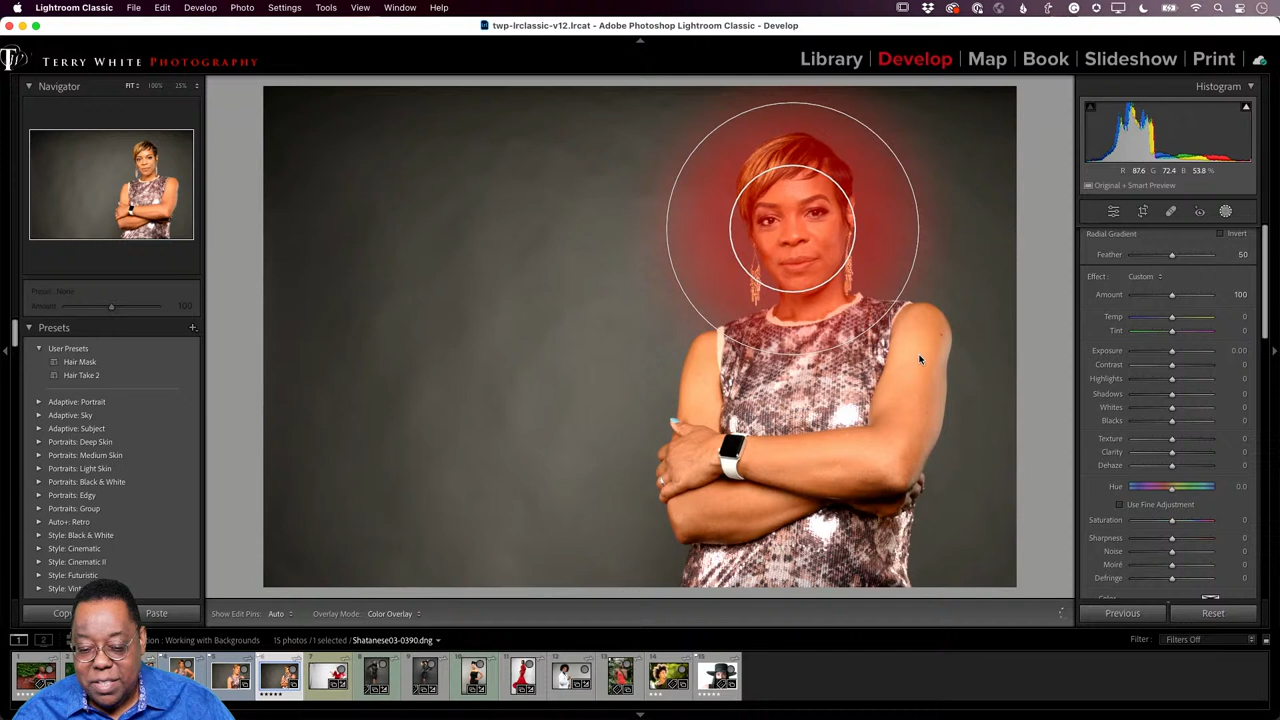 Lightroom Classic File Edit Develop Photo Settings Tools View Window Help
twp-lrclassic-v12.lrcat - Adobe Photoshop Lightroom Classic - Develop
TERRY WHITE PHOTOGRAPHY Library | Develop | Map | Book | Slideshow | Print
Navigator FIT 100% 25%
Histogram
R 87.6 G 72.4 B 53.8 %
Original + Smart Preview
Radial Gradient Invert
Feather 50
Effect: Custom
Amount 100
Temp
Tint
Exposure 0.00
Contrast 0
Highlights 0
Shadows 0
Whites 0
Blacks 0
Texture 0
Clarity 0
Dehaze 0
Hue 0.0
Use Fine Adjustment
Saturation 0
Sharpness 0
Noise 0
Moiré 0
Defringe 0
Color
Preset: None
Amount 100
Presets +
User Presets
Hair Mask
Hair Take 2
Adaptive: Portrait
Adaptive: Sky
Adaptive: Subject
Portraits: Deep Skin
Portraits: Medium Skin
Portraits: Light Skin
Portraits: Black & White
Portraits: Edgy
Portraits: Group
Auto+: Retro
Style: Black & White
Style: Cinematic
Style: Cinematic II
Style: Futuristic
Paste
Show Edit Pins: Auto Overlay Mode: Color Overlay
Previous Reset
1 2 : Working with Backgrounds 15 photos / 1 selected / Shatanese03-0390.dng Filter : Filters Off